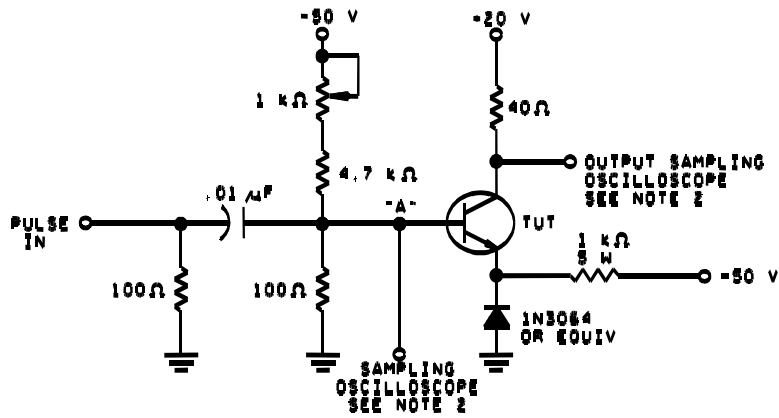 -50 V
-20 V
1 kΩ
40Ω
4.7 kΩ
OUTPUT SAMPLING
OSCILLOSCOPE
SEE NOTE 2
.01 μF
"A"
PULSE
IN
TUT
1 kΩ
5 W
-50 V
100Ω
100Ω
1N3064
OR EQUIV
SAMPLING
OSCILLOSCOPE
SEE NOTE 2